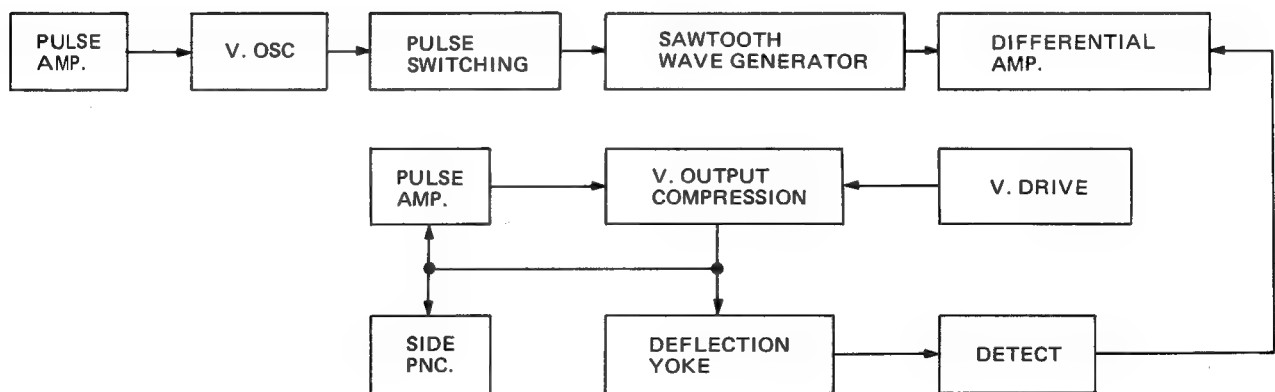 PULSE
AMP.
V. OSC
PULSE
SWITCHING
SAWTOOTH
WAVE GENERATOR
DIFFERENTIAL
AMP.
PULSE
AMP.
V. OUTPUT
COMPRESSION
V. DRIVE
SIDE
PNC.
DEFLECTION
YOKE
DETECT